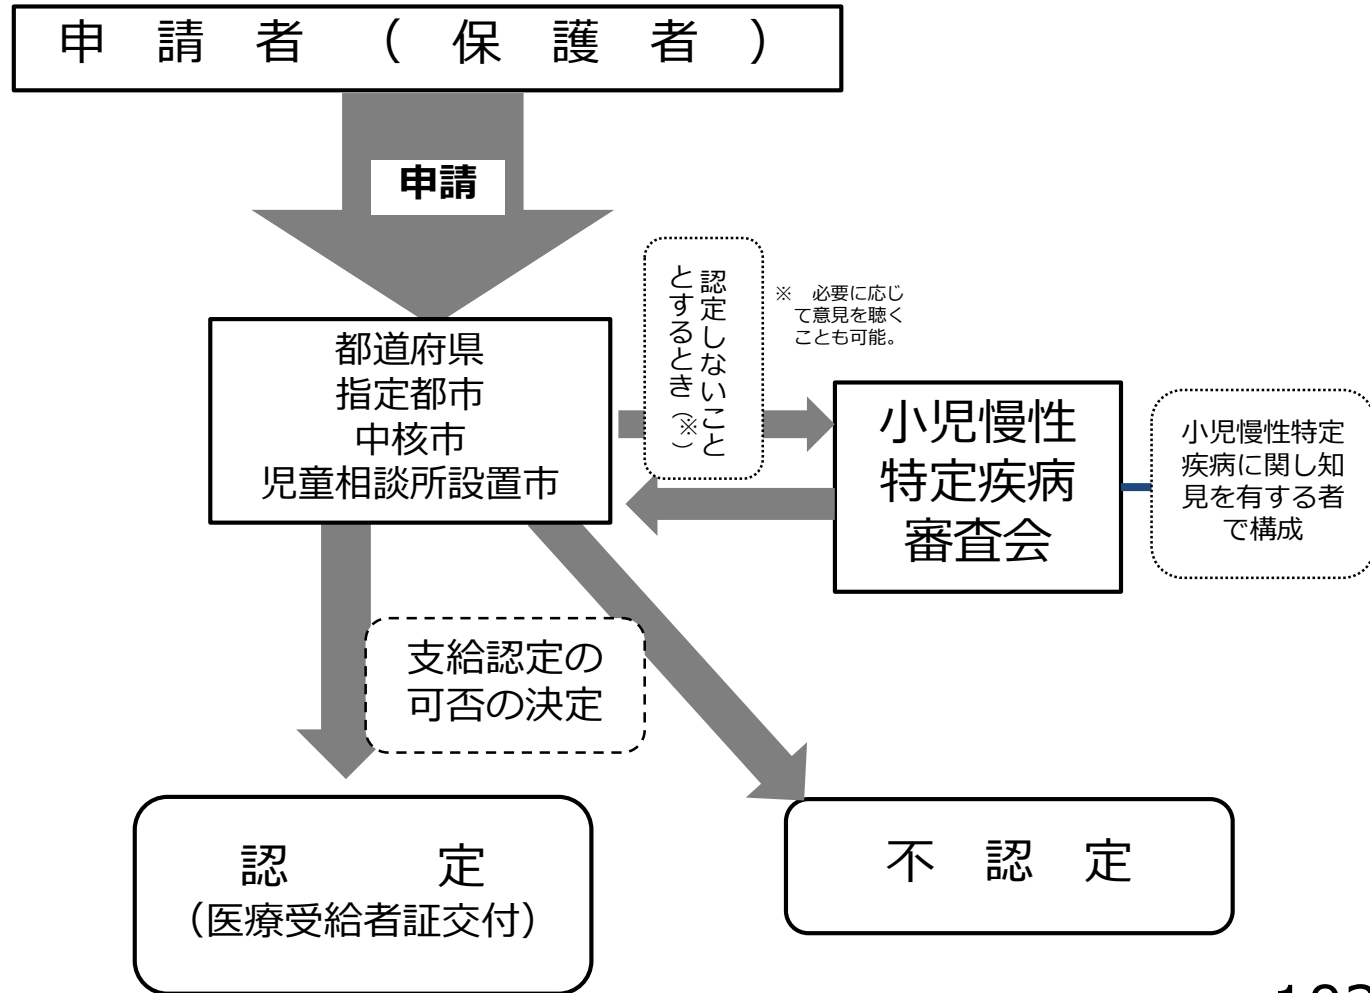 申請者（保護者）
申請
認定しないこと
とするとき（※）
※　必要に応じ
て意見を聴く
ことも可能。
都道府県
指定都市
中核市
児童相談所設置市
小児慢性
特定疾病
審査会
小児慢性特定
疾病に関し知
見を有する者
で構成
支給認定の
可否の決定
認定
（医療受給者証交付）
不認定